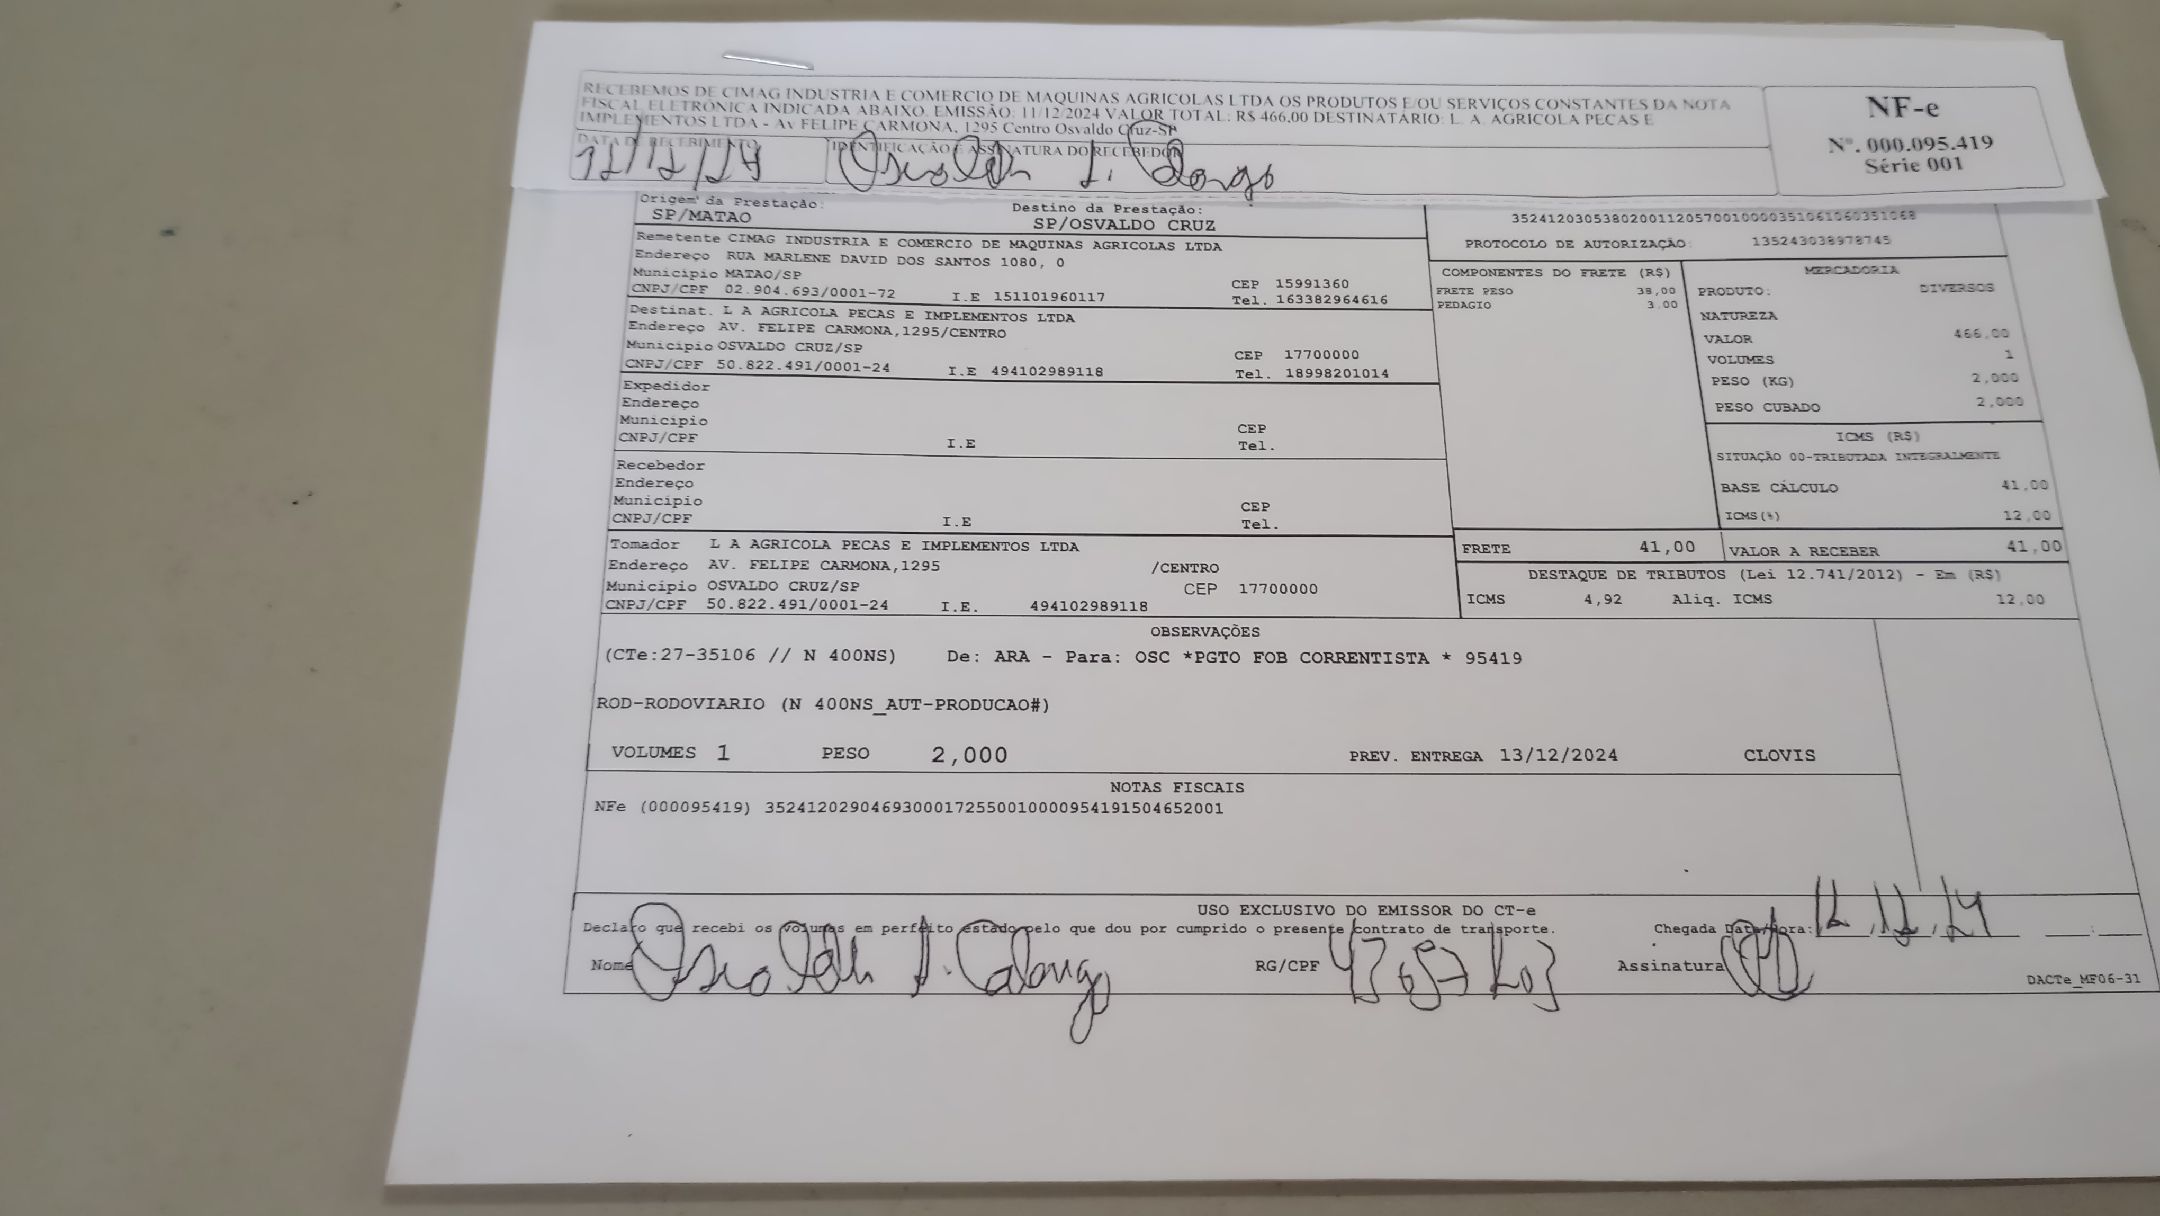 RECEBEMOS DE CIMAG INDUSTRIA E COMERCIO DE MAQUINAS AGRICOLAS LTDA OS PRODUTOS E/OU SERVIÇOS CONSTANTES DA NOTA
FISCAL ELETRÔNICA INDICADA ABAIXO. EMISSÃO: 11/12/2024 VALOR TOTAL: R$ 466,00 DESTINATÁRIO: L. A. AGRICOLA PECAS E
IMPLEMENTOS LTDA - Av FELIPE CARMONA, 1295 Centro Osvaldo Cruz-SP
NF-e
Nº. 000.095.419
Série 001
DATA DE RECEBIMENTO
IDENTIFICAÇÃO E ASSINATURA DO RECEBEDOR
12/12/24
Origem da Prestação:
SP/MATAO
Destino da Prestação:
SP/OSVALDO CRUZ
Remetente CIMAG INDUSTRIA E COMERCIO DE MAQUINAS AGRICOLAS LTDA
Endereço RUA MARLENE DAVID DOS SANTOS 1080, 0
Municipio MATAO/SP CEP 15991360
CNPJ/CPF 02.904.693/0001-72 I.E 151101960117 Tel. 163382964616
Destinat. L A AGRICOLA PECAS E IMPLEMENTOS LTDA
Endereço AV. FELIPE CARMONA,1295/CENTRO
Municipio OSVALDO CRUZ/SP CEP 17700000
CNPJ/CPF 50.822.491/0001-24 I.E 494102989118 Tel. 18998201014
Expedidor
Endereço
Municipio CEP
CNPJ/CPF I.E Tel.
Recebedor
Endereço
Municipio CEP
CNPJ/CPF I.E Tel.
Tomador L A AGRICOLA PECAS E IMPLEMENTOS LTDA
Endereço AV. FELIPE CARMONA,1295 /CENTRO
Municipio OSVALDO CRUZ/SP CEP 17700000
CNPJ/CPF 50.822.491/0001-24 I.E. 494102989118
35241203053802001120570010000351061060351068
PROTOCOLO DE AUTORIZAÇÃO: 135243038978745
COMPONENTES DO FRETE (R$)
FRETE PESO 38,00
PEDAGIO 3.00
MERCADORIA
PRODUTO: DIVERSOS
NATUREZA
VALOR 466,00
VOLUMES 1
PESO (KG) 2,000
PESO CUBADO 2,000
ICMS (R$)
SITUAÇÃO 00-TRIBUTADA INTEGRALMENTE
BASE CÁLCULO 41,00
ICMS(%) 12,00
FRETE 41,00 VALOR A RECEBER 41,00
DESTAQUE DE TRIBUTOS (Lei 12.741/2012) - Em (R$)
ICMS 4,92 Aliq. ICMS 12,00
OBSERVAÇÕES
(CTe:27-35106 // N 400NS) De: ARA - Para: OSC *PGTO FOB CORRENTISTA * 95419
ROD-RODOVIARIO (N 400NS_AUT-PRODUCAO#)
VOLUMES 1 PESO 2,000 PREV. ENTREGA 13/12/2024 CLOVIS
NOTAS FISCAIS
NFe (000095419) 35241202904693000172550010000954191504652001
USO EXCLUSIVO DO EMISSOR DO CT-e
Declaro que recebi os volumes em perfeito estado pelo que dou por cumprido o presente contrato de transporte. Chegada Data/Hora: 12 12 24
Nome RG/CPF Assinatura
DACTe_MF06-31